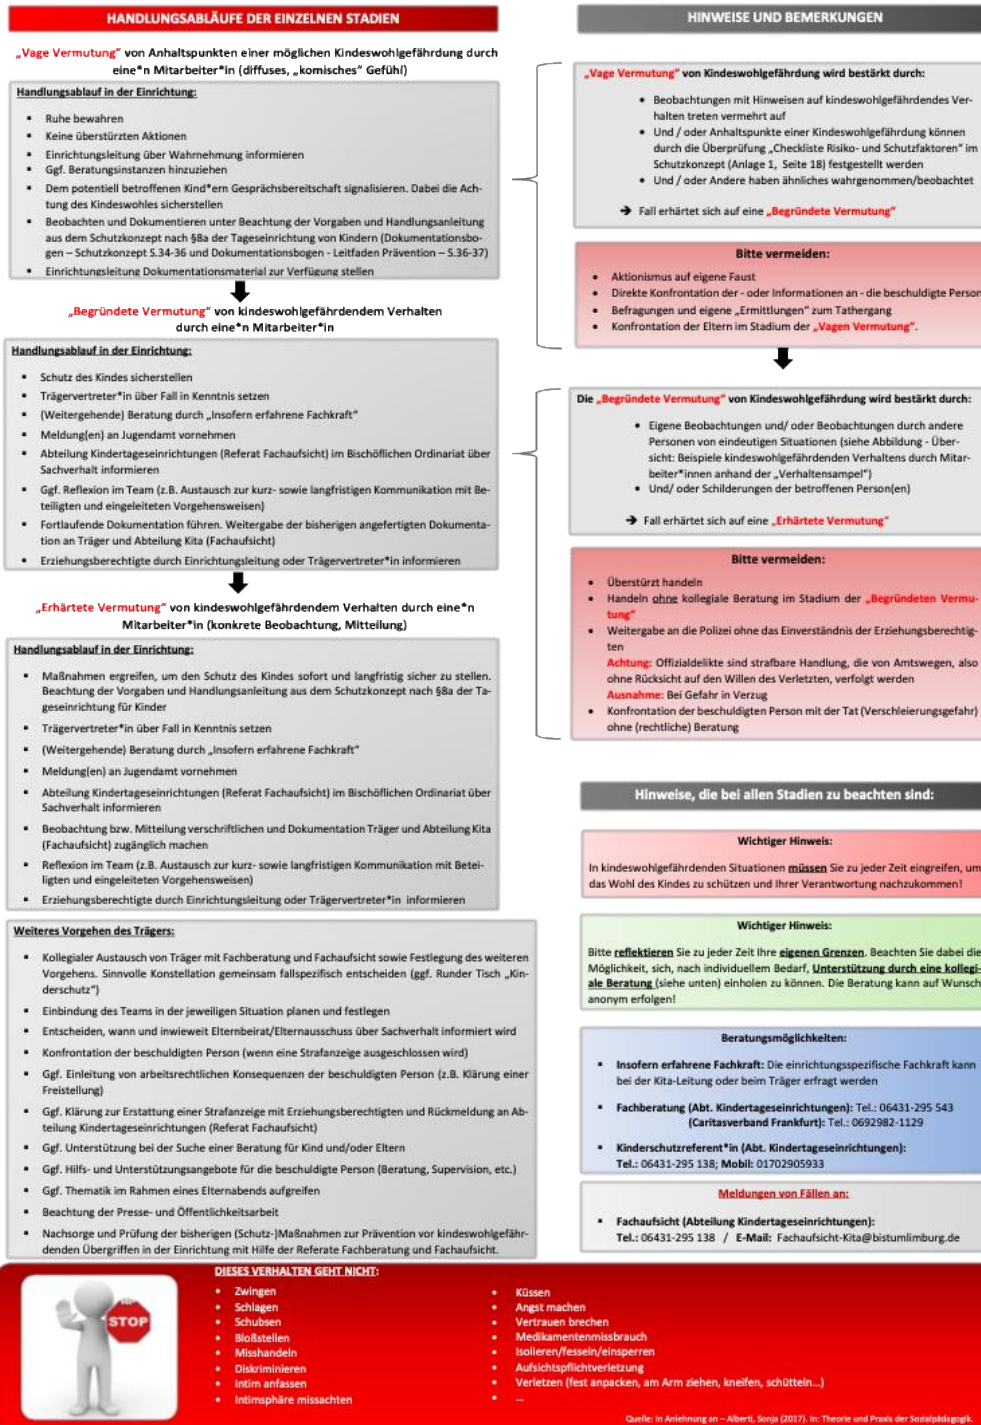 HANDLUNGSABLÄUFE DER EINZELNEN STADIEN
„Vage Vermutung“ von Anhaltspunkten einer möglichen Kindeswohlgefährdung durch
eine*n Mitarbeiter*in (diffuses, „komisches“ Gefühl)
Handlungsablauf in der Einrichtung:
▪ Ruhe bewahren
▪ Keine überstürzten Aktionen
▪ Einrichtungsleitung über Wahrnehmung informieren
▪ Ggf. Beratungsinstanzen hinzuziehen
▪ Dem potentiell betroffenen Kind*ern Gesprächsbereitschaft signalisieren. Dabei die Ach-
tung des Kindeswohles sicherstellen
▪ Beobachten und Dokumentieren unter Beachtung der Vorgaben und Handlungsanleitung
aus dem Schutzkonzept nach §8a der Tageseinrichtung von Kindern (Dokumentationsbo-
gen – Schutzkonzept S.34-36 und Dokumentationsbogen - Leitfaden Prävention – S.36-37)
▪ Einrichtungsleitung Dokumentationsmaterial zur Verfügung stellen
„Begründete Vermutung“ von kindeswohlgefährdendem Verhalten
durch eine*n Mitarbeiter*in
Handlungsablauf in der Einrichtung:
▪ Schutz des Kindes sicherstellen
▪ Trägervertreter*in über Fall in Kenntnis setzen
▪ (Weitergehende) Beratung durch „Insofern erfahrene Fachkraft“
▪ Meldung(en) an Jugendamt vornehmen
▪ Abteilung Kindertageseinrichtungen (Referat Fachaufsicht) im Bischöflichen Ordinariat über
Sachverhalt informieren
▪ Ggf. Reflexion im Team (z.B. Austausch zur kurz- sowie langfristigen Kommunikation mit Be-
teiligten und eingeleiteten Vorgehensweisen)
▪ Fortlaufende Dokumentation führen. Weitergabe der bisherigen angefertigten Dokumenta-
tion an Träger und Abteilung Kita (Fachaufsicht)
▪ Erziehungsberechtigte durch Einrichtungsleitung oder Trägervertreter*in informieren
„Erhärtete Vermutung“ von kindeswohlgefährdendem Verhalten durch eine*n
Mitarbeiter*in (konkrete Beobachtung, Mitteilung)
Handlungsablauf in der Einrichtung:
▪ Maßnahmen ergreifen, um den Schutz des Kindes sofort und langfristig sicher zu stellen.
Beachtung der Vorgaben und Handlungsanleitung aus dem Schutzkonzept nach §8a der Ta-
geseinrichtung für Kinder
▪ Trägervertreter*in über Fall in Kenntnis setzen
▪ (Weitergehende) Beratung durch „Insofern erfahrene Fachkraft“
▪ Meldung(en) an Jugendamt vornehmen
▪ Abteilung Kindertageseinrichtungen (Referat Fachaufsicht) im Bischöflichen Ordinariat über
Sachverhalt informieren
▪ Beobachtung bzw. Mitteilung verschriftlichen und Dokumentation Träger und Abteilung Kita
(Fachaufsicht) zugänglich machen
▪ Reflexion im Team (z.B. Austausch zur kurz- sowie langfristigen Kommunikation mit Betei-
ligten und eingeleiteten Vorgehensweisen)
▪ Erziehungsberechtigte durch Einrichtungsleitung oder Trägervertreter*in informieren
Weiteres Vorgehen des Trägers:
▪ Kollegialer Austausch von Träger mit Fachberatung und Fachaufsicht sowie Festlegung des weiteren
Vorgehens. Sinnvolle Konstellation gemeinsam fallspezifisch entscheiden (ggf. Runder Tisch „Kin-
derschutz“)
▪ Einbindung des Teams in der jeweiligen Situation planen und festlegen
▪ Entscheiden, wann und inwieweit Elternbeirat/Elternausschuss über Sachverhalt informiert wird
▪ Konfrontation der beschuldigten Person (wenn eine Strafanzeige ausgeschlossen wird)
▪ Ggf. Einleitung von arbeitsrechtlichen Konsequenzen der beschuldigten Person (z.B. Klärung einer
Freistellung)
▪ Ggf. Klärung zur Erstattung einer Strafanzeige mit Erziehungsberechtigten und Rückmeldung an Ab-
teilung Kindertageseinrichtungen (Referat Fachaufsicht)
▪ Ggf. Unterstützung bei der Suche einer Beratung für Kind und/oder Eltern
▪ Ggf. Hilfs- und Unterstützungsangebote für die beschuldigte Person (Beratung, Supervision, etc.)
▪ Ggf. Thematik im Rahmen eines Elternabends aufgreifen
▪ Beachtung der Presse- und Öffentlichkeitsarbeit
▪ Nachsorge und Prüfung der bisherigen (Schutz-)Maßnahmen zur Prävention vor kindeswohlgefähr-
denden Übergriffen in der Einrichtung mit Hilfe der Referate Fachberatung und Fachaufsicht.
HINWEISE UND BEMERKUNGEN
„Vage Vermutung“ von Kindeswohlgefährdung wird bestärkt durch:
• Beobachtungen mit Hinweisen auf kindeswohlgefährdendes Ver-
halten treten vermehrt auf
• Und / oder Anhaltspunkte einer Kindeswohlgefährdung können
durch die Überprüfung „Checkliste Risiko- und Schutzfaktoren“ im
Schutzkonzept (Anlage 1, Seite 18) festgestellt werden
• Und / oder Andere haben ähnliches wahrgenommen/beobachtet
➔ Fall erhärtet sich auf eine „Begründete Vermutung“
Bitte vermeiden:
• Aktionismus auf eigene Faust
• Direkte Konfrontation der - oder Informationen an - die beschuldigte Person
• Befragungen und eigene „Ermittlungen“ zum Tathergang
• Konfrontation der Eltern im Stadium der „Vagen Vermutung“.
Die „Begründete Vermutung“ von Kindeswohlgefährdung wird bestärkt durch:
• Eigene Beobachtungen und/ oder Beobachtungen durch andere
Personen von eindeutigen Situationen (siehe Abbildung - Über-
sicht: Beispiele kindeswohlgefährdenden Verhaltens durch Mitar-
beiter*innen anhand der „Verhaltensampel“)
• Und/ oder Schilderungen der betroffenen Person(en)
➔ Fall erhärtet sich auf eine „Erhärtete Vermutung“
Bitte vermeiden:
• Überstürzt handeln
• Handeln ohne kollegiale Beratung im Stadium der „Begründeten Vermu-
tung“
• Weitergabe an die Polizei ohne das Einverständnis der Erziehungsberechtig-
ten
Achtung: Offizialdelikte sind strafbare Handlung, die von Amtswegen, also
ohne Rücksicht auf den Willen des Verletzten, verfolgt werden
Ausnahme: Bei Gefahr in Verzug
• Konfrontation der beschuldigten Person mit der Tat (Verschleierungsgefahr)
ohne (rechtliche) Beratung
Hinweise, die bei allen Stadien zu beachten sind:
Wichtiger Hinweis:
In kindeswohlgefährdenden Situationen müssen Sie zu jeder Zeit eingreifen, um
das Wohl des Kindes zu schützen und Ihrer Verantwortung nachzukommen!
Wichtiger Hinweis:
Bitte reflektieren Sie zu jeder Zeit Ihre eigenen Grenzen. Beachten Sie dabei die
Möglichkeit, sich, nach individuellem Bedarf, Unterstützung durch eine kollegi-
ale Beratung (siehe unten) einholen zu können. Die Beratung kann auf Wunsch
anonym erfolgen!
Beratungsmöglichkeiten:
▪ Insofern erfahrene Fachkraft: Die einrichtungsspezifische Fachkraft kann
bei der Kita-Leitung oder beim Träger erfragt werden
▪ Fachberatung (Abt. Kindertageseinrichtungen): Tel.: 06431-295 543
(Caritasverband Frankfurt): Tel.: 0692982-1129
▪ Kinderschutzreferent*in (Abt. Kindertageseinrichtungen):
Tel.: 06431-295 138; Mobil: 01702905933
Meldungen von Fällen an:
▪ Fachaufsicht (Abteilung Kindertageseinrichtungen):
Tel.: 06431-295 138 / E-Mail: Fachaufsicht-Kita@bistumlimburg.de
STOP
DIESES VERHALTEN GEHT NICHT:
• Zwingen
• Schlagen
• Schubsen
• Bloßstellen
• Misshandeln
• Diskriminieren
• Intim anfassen
• Intimsphäre missachten
• Küssen
• Angst machen
• Vertrauen brechen
• Medikamentenmissbrauch
• Isolieren/fesseln/einsperren
• Aufsichtspflichtverletzung
• Verletzen (fest anpacken, am Arm ziehen, kneifen, schütteln...)
• ...
Quelle: In Anlehnung an – Alberti, Sonja (2017). In: Theorie und Praxis der Sozialpädagogik.